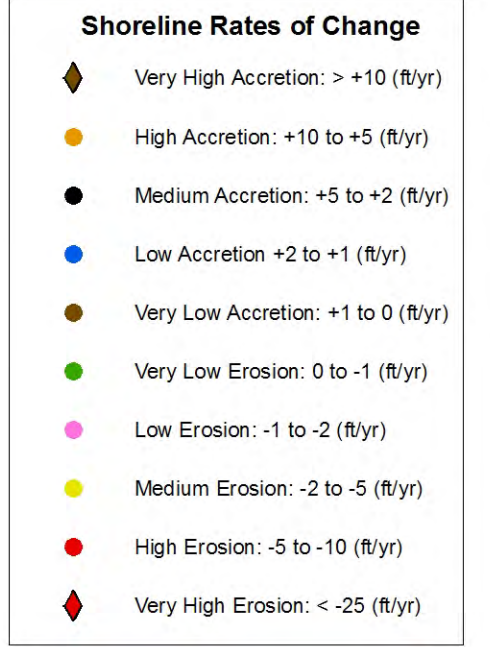 Shoreline Rates of Change
Very High Accretion: > +10 (ft/yr)
High Accretion: +10 to +5 (ft/yr)
Medium Accretion: +5 to +2 (ft/yr)
Low Accretion +2 to +1 (ft/yr)
Very Low Accretion: +1 to 0 (ft/yr)
Very Low Erosion: 0 to -1 (ft/yr)
Low Erosion: -1 to -2 (ft/yr)
Medium Erosion: -2 to -5 (ft/yr)
High Erosion: -5 to -10 (ft/yr)
Very High Erosion: < -25 (ft/yr)